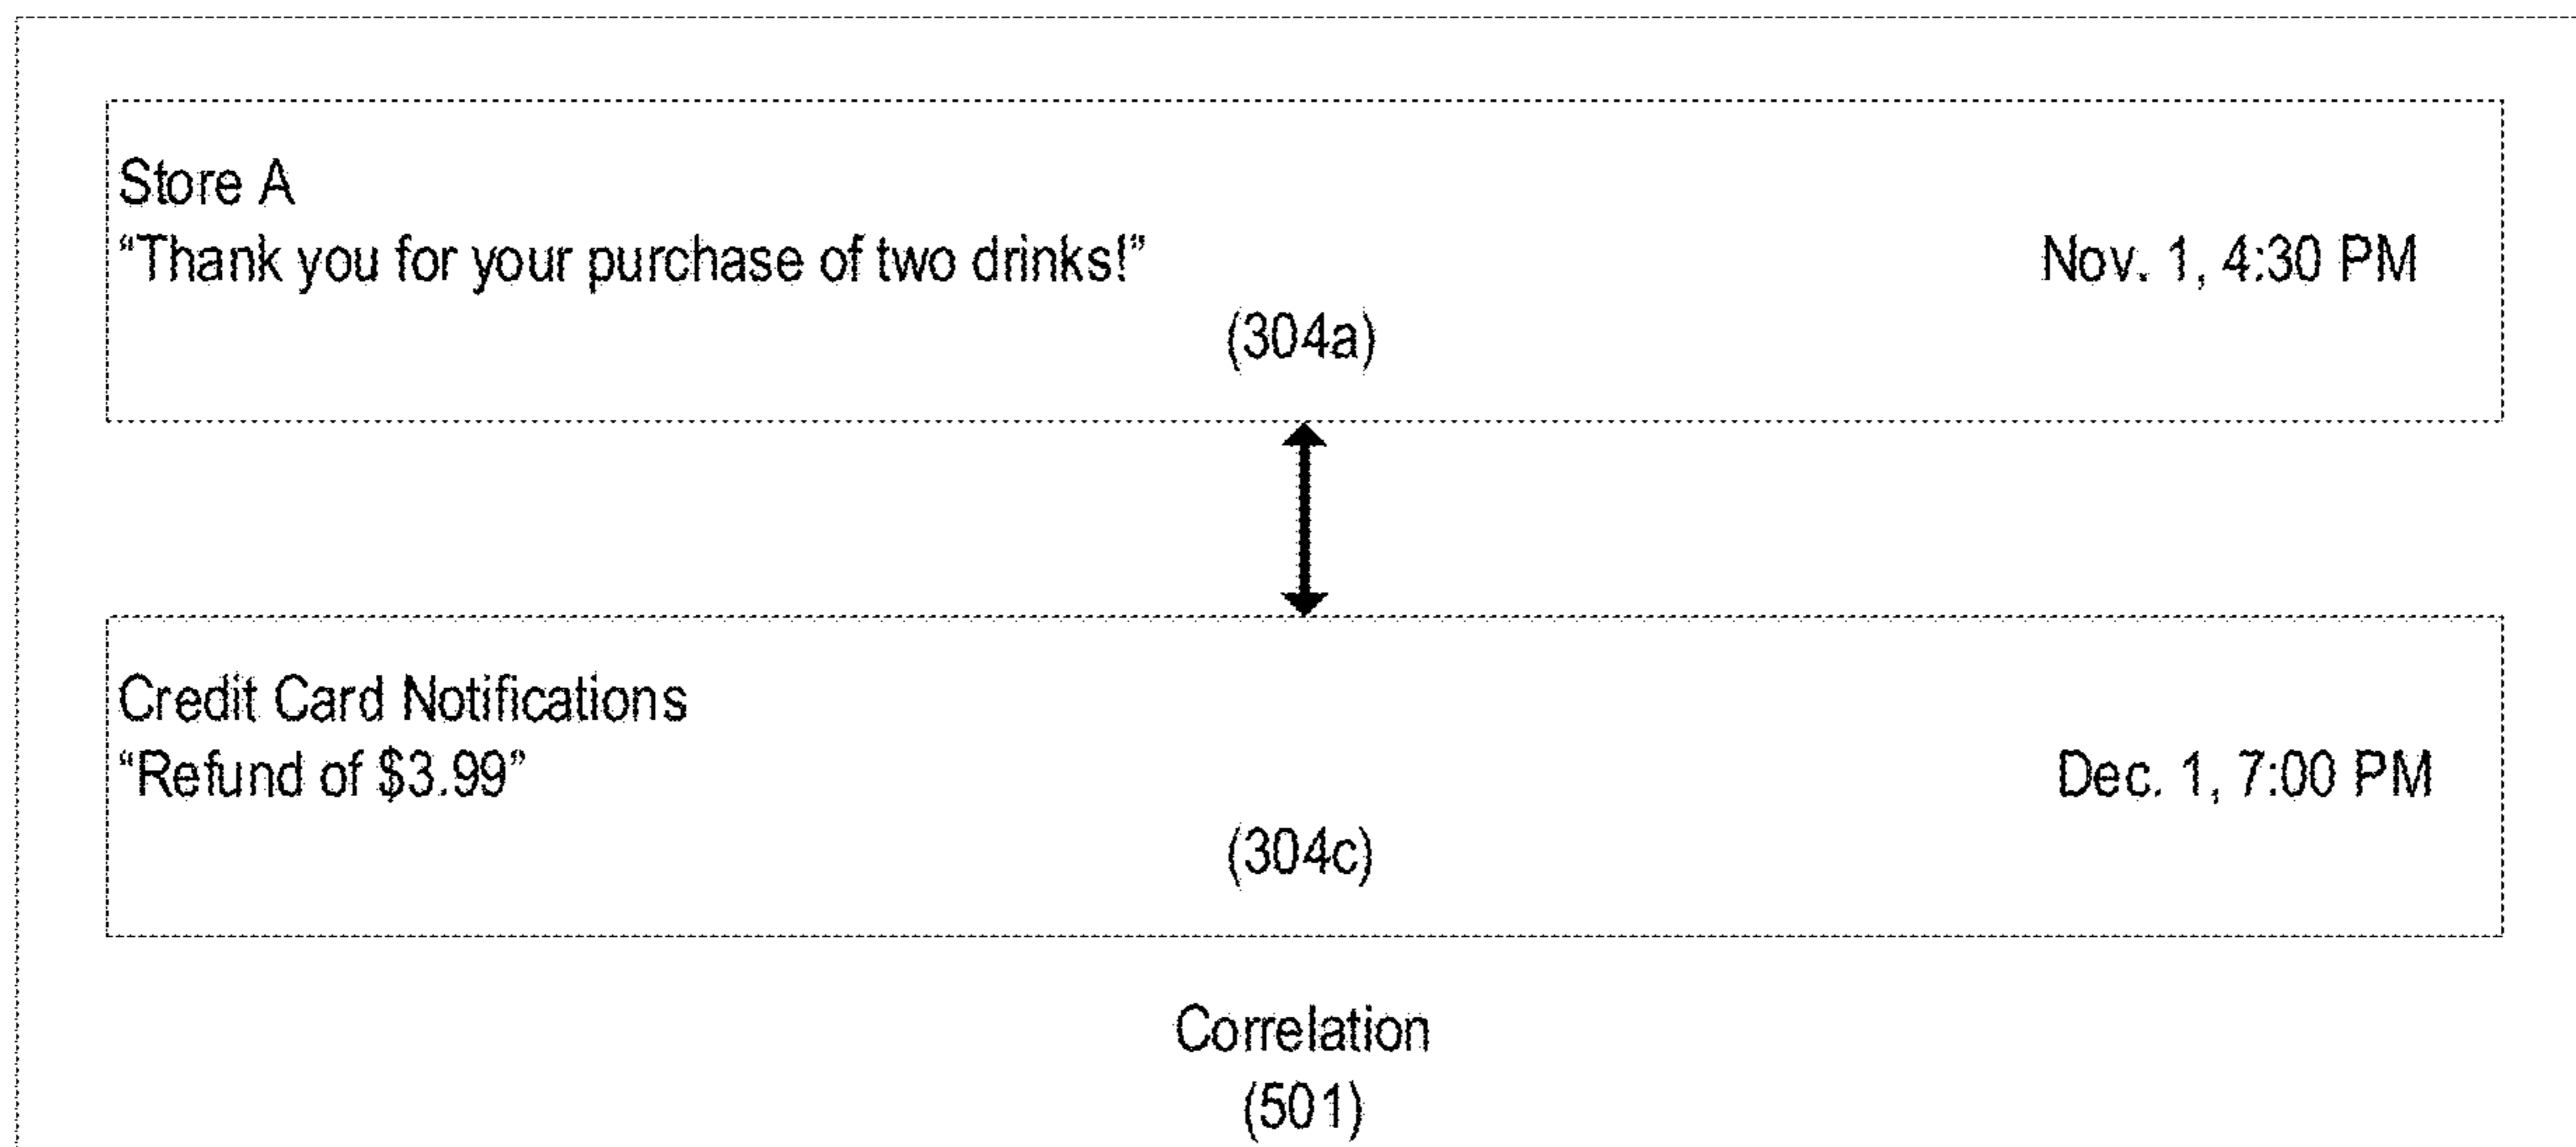 Store A
“Thank you for your purchase of two drinks!” Nov. 1, 4:30 PM
(304a)
Credit Card Notifications
“Refund of $3.99” Dec. 1, 7:00 PM
(304c)
Correlation
(501)